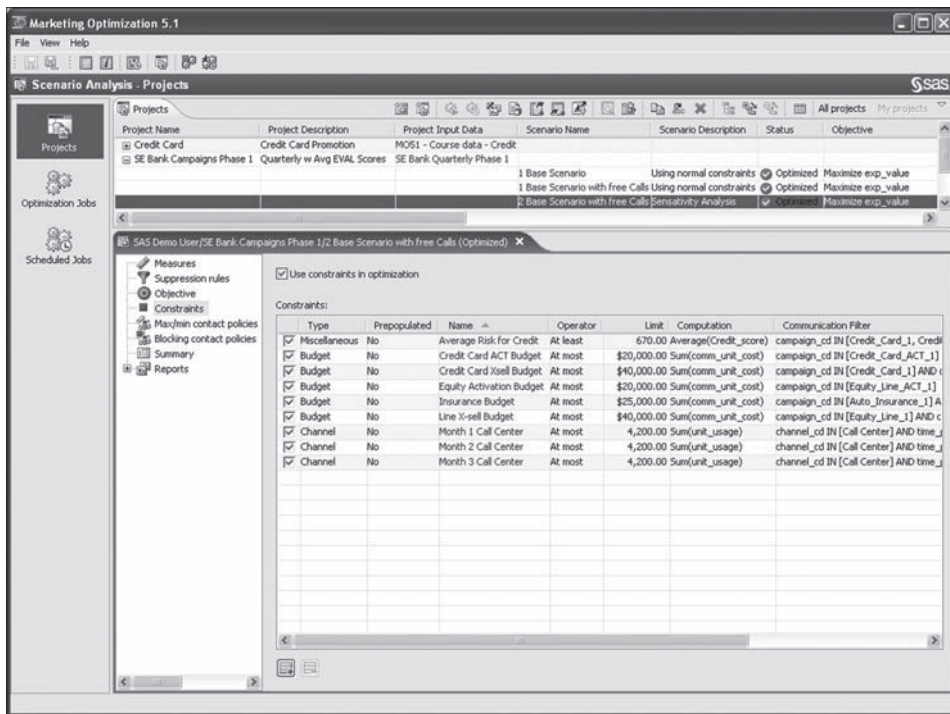 Marketing Optimization 5.1
File View Help
Scenario Analysis - Projects
sas
Projects
Optimization Jobs
Scheduled Jobs
Projects
All projects My projects
Project Name Project Description Project Input Data Scenario Name Scenario Description Status Objective
Credit Card Credit Card Promotion MO51 - Course data - Credit
SE Bank Campaigns Phase 1 Quarterly w Avg EVAL Scores SE Bank Quarterly Phase 1
1 Base Scenario Using normal constraints Optimized Maximize exp_value
1 Base Scenario with free Calls Using normal constraints Optimized Maximize exp_value
2 Base Scenario with free Calls Sensativity Analysis Optimized Maximize exp_value
SAS Demo User/SE Bank Campaigns Phase 1/2 Base Scenario with free Calls (Optimized)
Measures
Suppression rules
Objective
Constraints
Max/min contact policies
Blocking contact policies
Summary
Reports
Use constraints in optimization
Constraints:
Type Prepopulated Name Operator Limit Computation Communication Filter
Miscellaneous No Average Risk for Credit At least 670.00 Average(Credit_score) campaign_cd IN [Credit_Card_1, Credi
Budget No Credit Card ACT Budget At most $20,000.00 Sum(comm_unit_cost) campaign_cd IN [Credit_Card_ACT_1]
Budget No Credit Card Xsell Budget At most $40,000.00 Sum(comm_unit_cost) campaign_cd IN [Credit_Card_1] AND c
Budget No Equity Activation Budget At most $20,000.00 Sum(comm_unit_cost) campaign_cd IN [Equity_Line_ACT_1]
Budget No Insurance Budget At most $25,000.00 Sum(comm_unit_cost) campaign_cd IN [Auto_Insurance_1] A
Budget No Line X-sell Budget At most $40,000.00 Sum(comm_unit_cost) campaign_cd IN [Equity_Line_1] AND c
Channel No Month 1 Call Center At most 4,200.00 Sum(unit_usage) channel_cd IN [Call Center] AND time_p
Channel No Month 2 Call Center At most 4,200.00 Sum(unit_usage) channel_cd IN [Call Center] AND time_p
Channel No Month 3 Call Center At most 4,200.00 Sum(unit_usage) channel_cd IN [Call Center] AND time_p